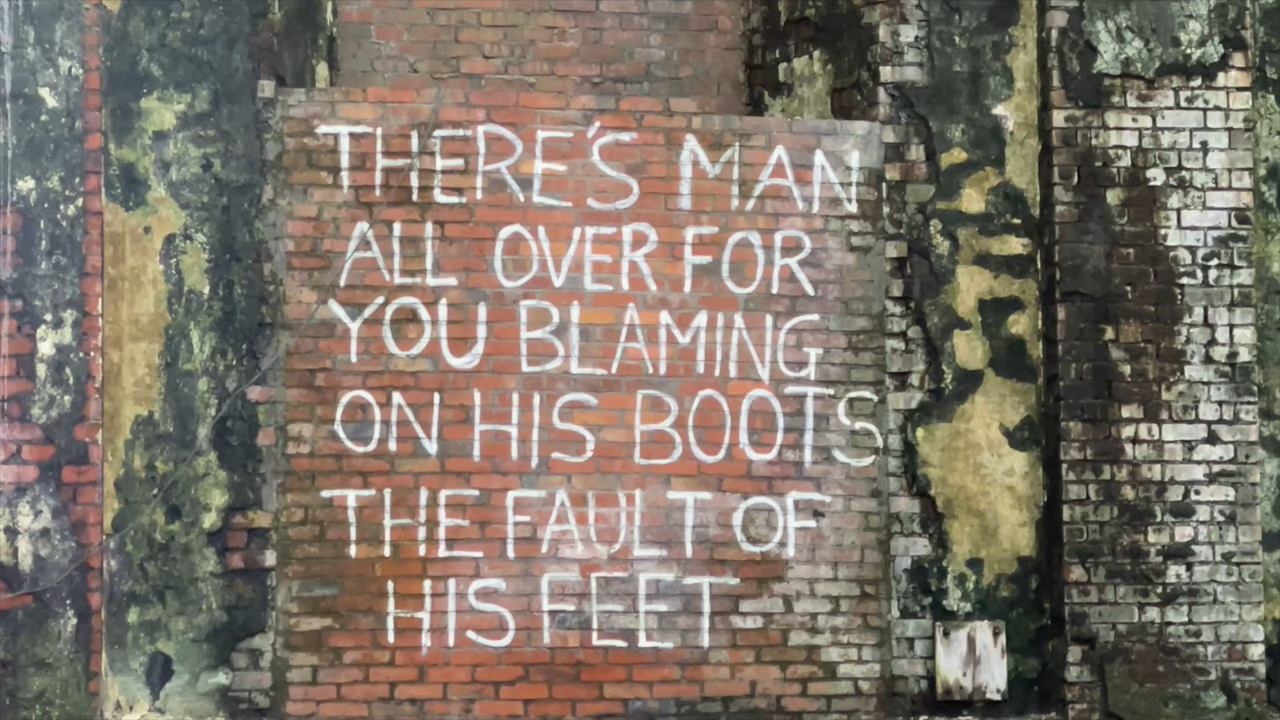 THERE'S MAN
ALL OVER FOR
YOU BLAMING
ON HIS BOOTS
THE FAULT OF
HIS FEET